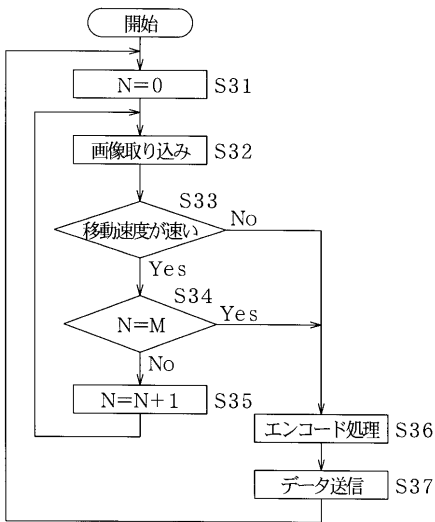 開始
N=0 S31
画像取り込み S32
S33
移動速度が速い No
Yes
S34
N=M Yes
No
N=N+1 S35
エンコード処理 S36
データ送信 S37